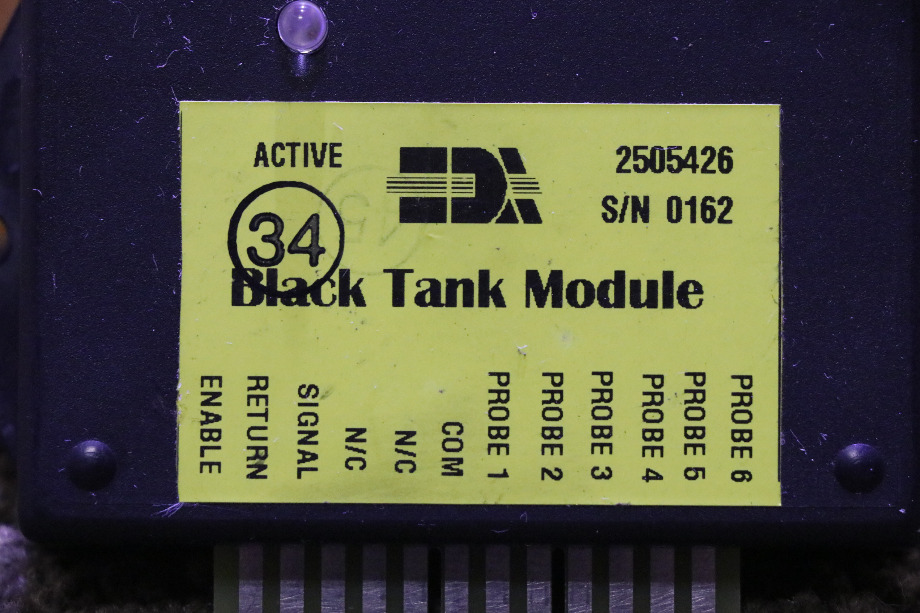 ACTIVE
EDA
2505426
S/N 0162
34
Black Tank Module
ENABLE
RETURN
SIGNAL
N/C
N/C
COM
PROBE 1
PROBE 2
PROBE 3
PROBE 4
PROBE 5
PROBE 6